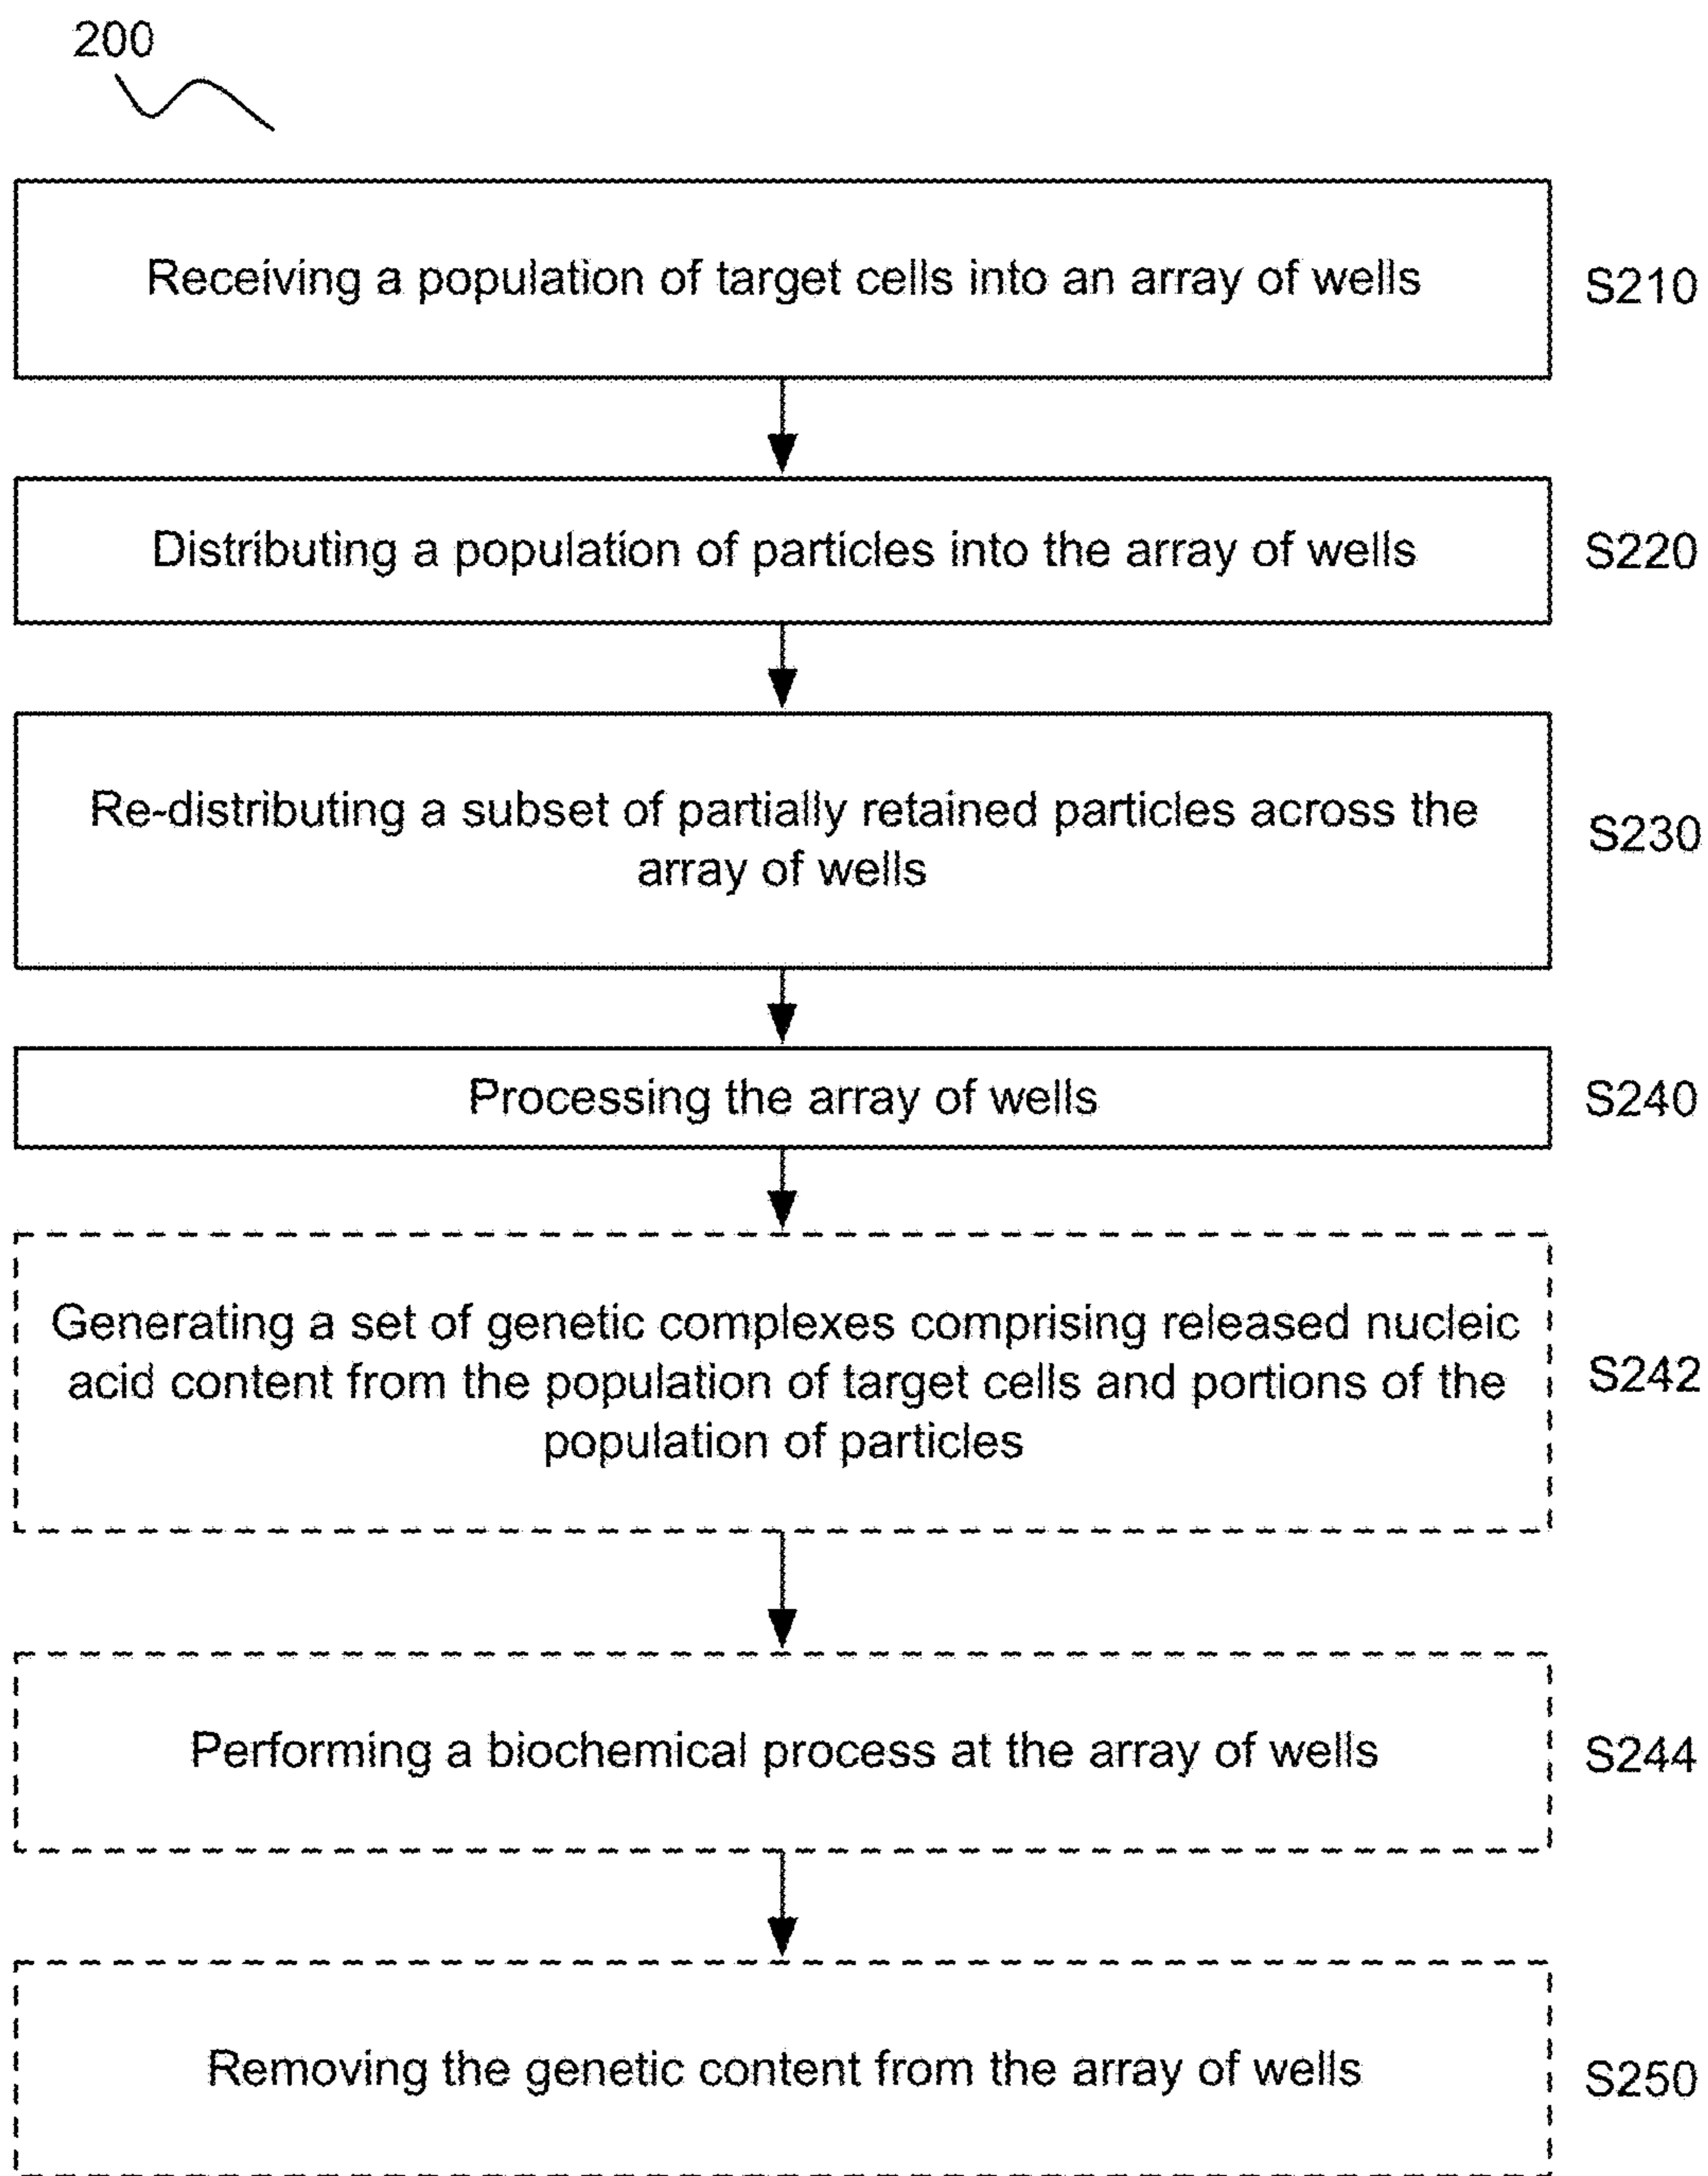 200
Receiving a population of target cells into an array of wells
S210
Distributing a population of particles into the array of wells
S220
Re-distributing a subset of partially retained particles across the
array of wells
S230
Processing the array of wells
S240
Generating a set of genetic complexes comprising released nucleic
acid content from the population of target cells and portions of the
population of particles
S242
Performing a biochemical process at the array of wells
S244
Removing the genetic content from the array of wells
S250